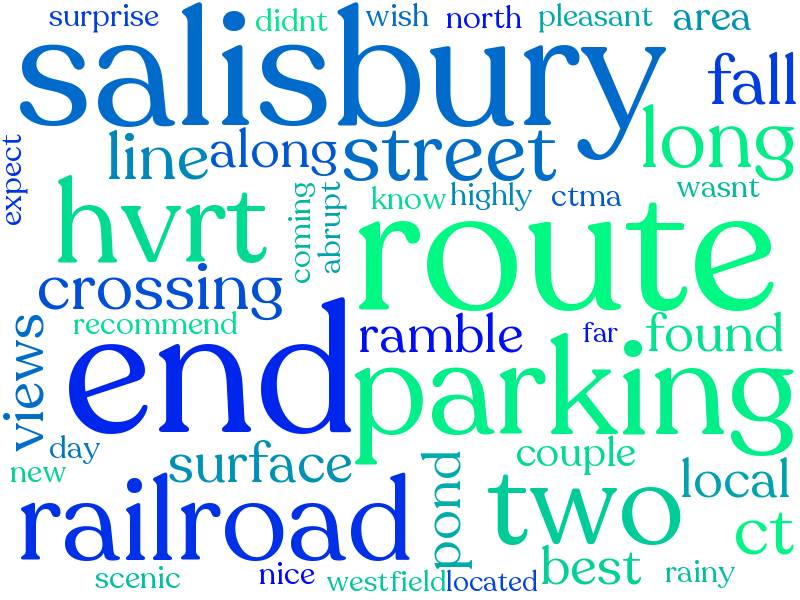 surprise didnt wish north pleasant area
salisbury
fall
expect line along street long
hvrt coming abrupt know highly ctma wasnt
route
crossing
recommend ramble far found
views end parking
day couple
new surface pond local
railroad two ct
scenic nice westfield located best rainy